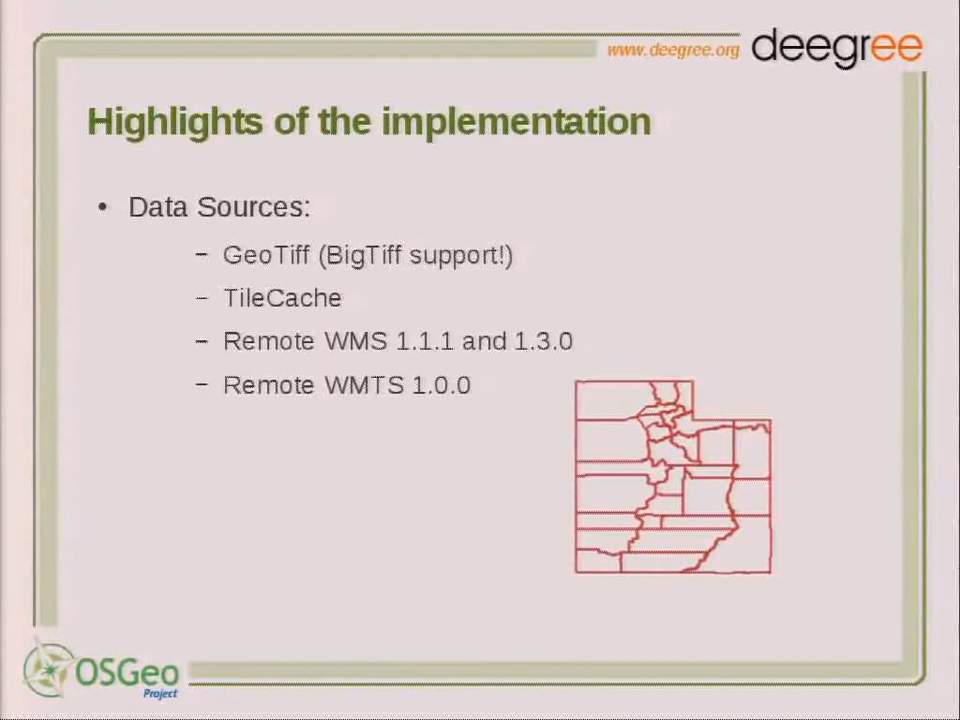 www.deegree.org deegree
Highlights of the implementation
• Data Sources:
– GeoTiff (BigTiff support!)
– TileCache
– Remote WMS 1.1.1 and 1.3.0
– Remote WMTS 1.0.0
OSGeo
Project